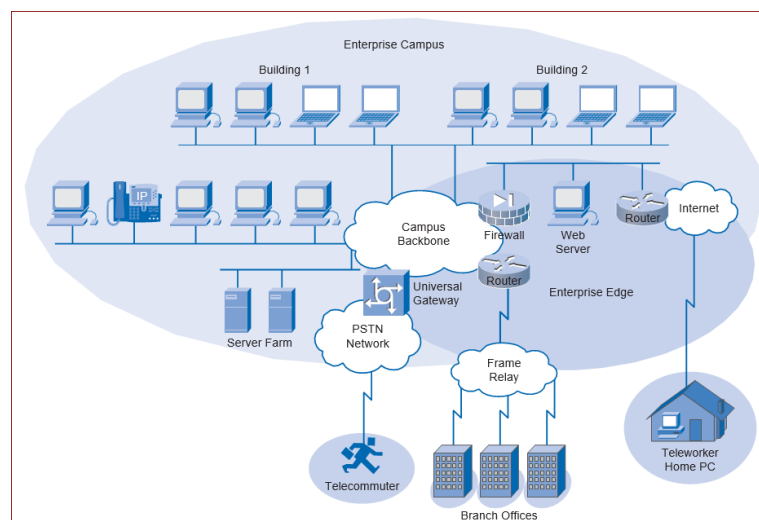 Enterprise Campus
Building 1
Building 2
IP
Campus
Backbone
Firewall
Web
Server
Router
Internet
Router
Universal
Gateway
Enterprise Edge
Server Farm
PSTN
Network
Frame
Relay
Telecommuter
Teleworker
Home PC
Branch Offices